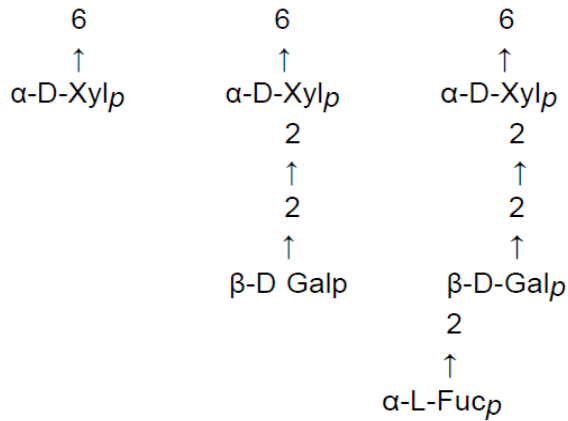 6 6 6
↑ ↑ ↑
α-D-Xylp α-D-Xylp α-D-Xylp
2 2
↑ ↑
2 2
↑ ↑
β-D Galp β-D-Galp
2
↑
α-L-Fucp